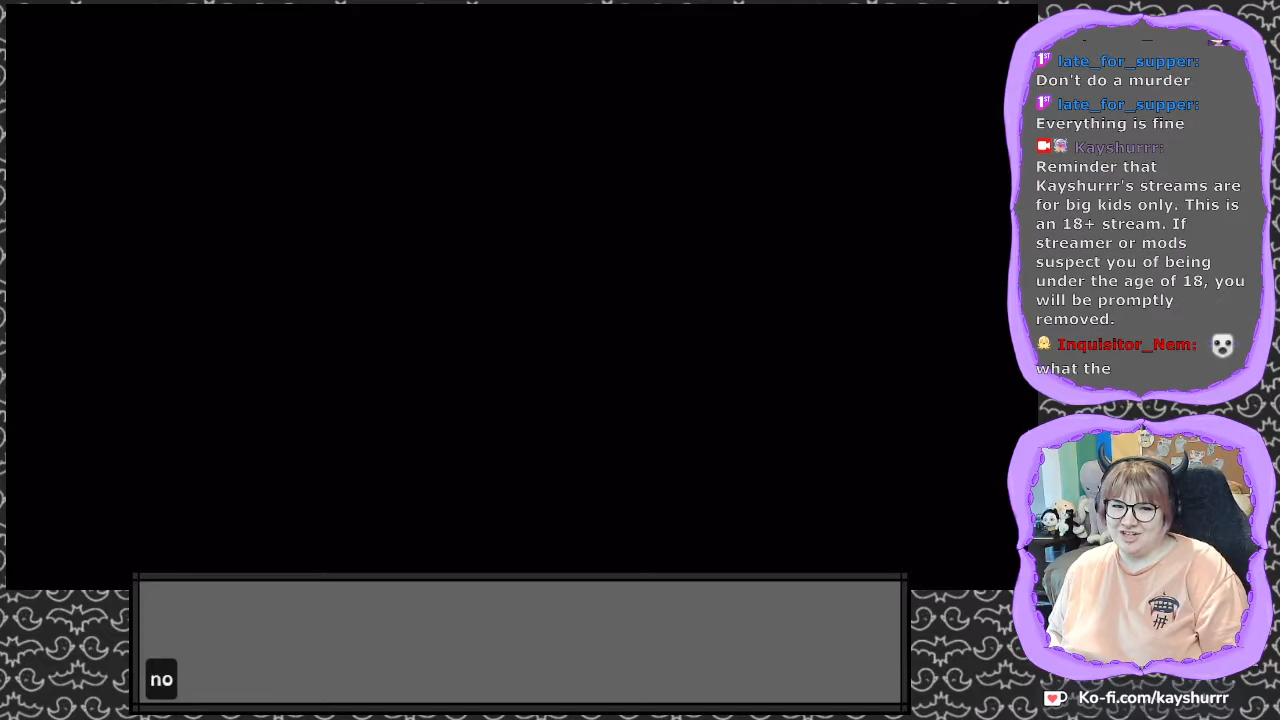 late_for_supper:
Don't do a murder
late_for_supper:
Everything is fine
Kayshurrr:
Reminder that
Kayshurrr's streams are
for big kids only. This is
an 18+ stream. If
streamer or mods
suspect you of being
under the age of 18, you
will be promptly
removed.
Inquisitor_Nem:
what the
no
Ko-fi.com/kayshurrr